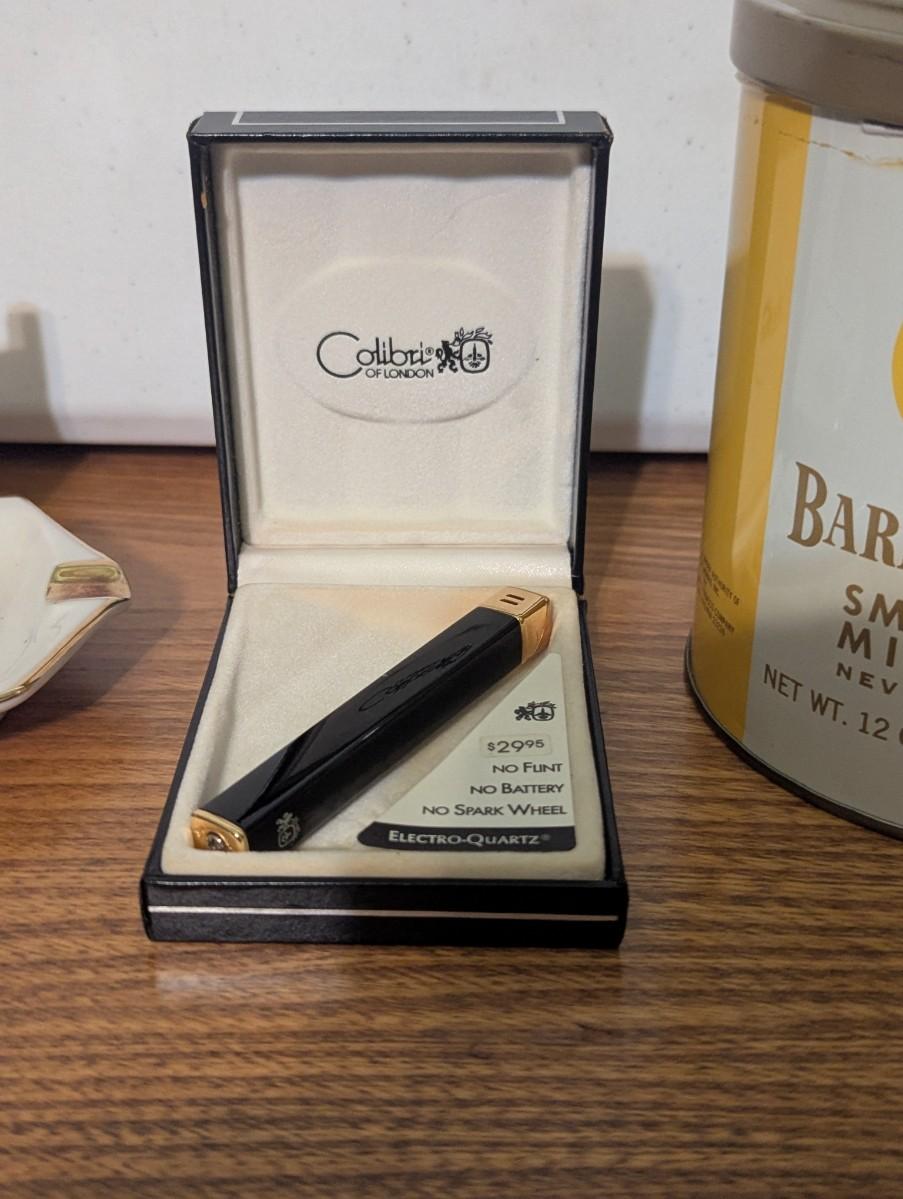 Colibri®
OF LONDON
$29.95
NO FLINT
NO BATTERY
NO SPARK WHEEL
ELECTRO-QUARTZ®
BAR
SM
MI
NEV
NET WT. 12